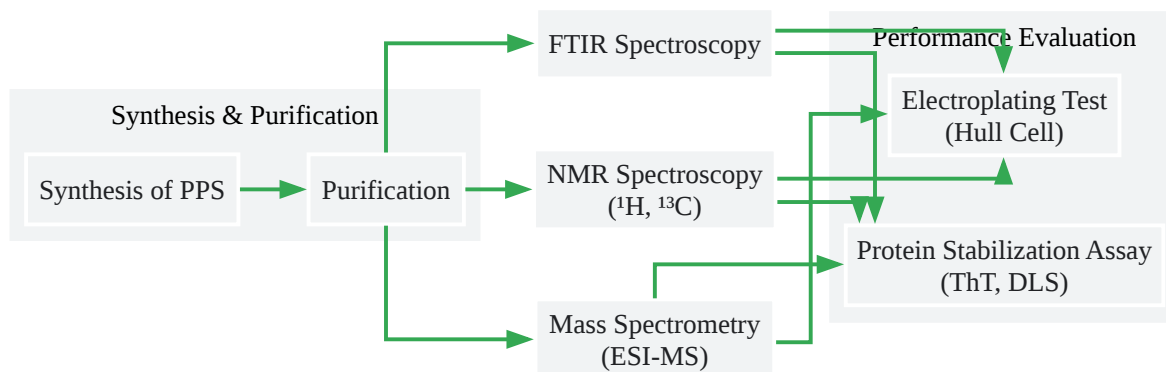 Synthesis & Purification
Synthesis of PPS
Purification
FTIR Spectroscopy
NMR Spectroscopy
(¹H, ¹³C)
Mass Spectrometry
(ESI-MS)
Performance Evaluation
Electroplating Test
(Hull Cell)
Protein Stabilization Assay
(ThT, DLS)